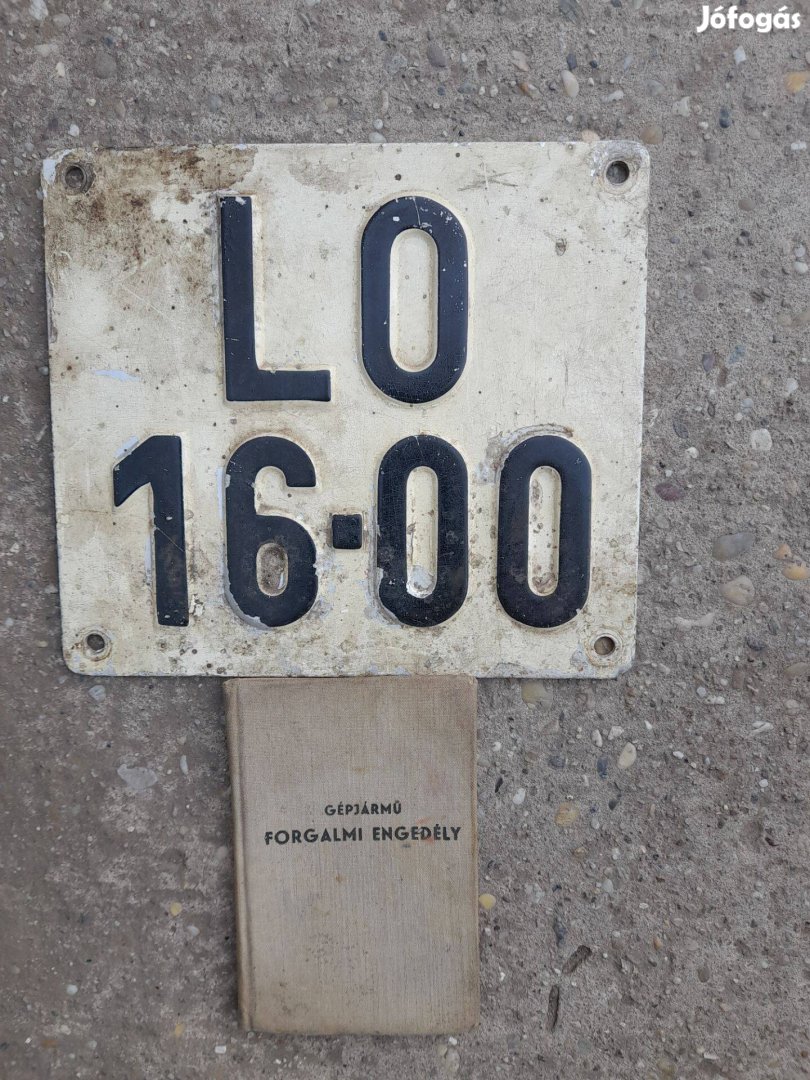 Jófogás
LO
16·00
GÉPJÁRMŰ
FORGALMI ENGEDÉLY